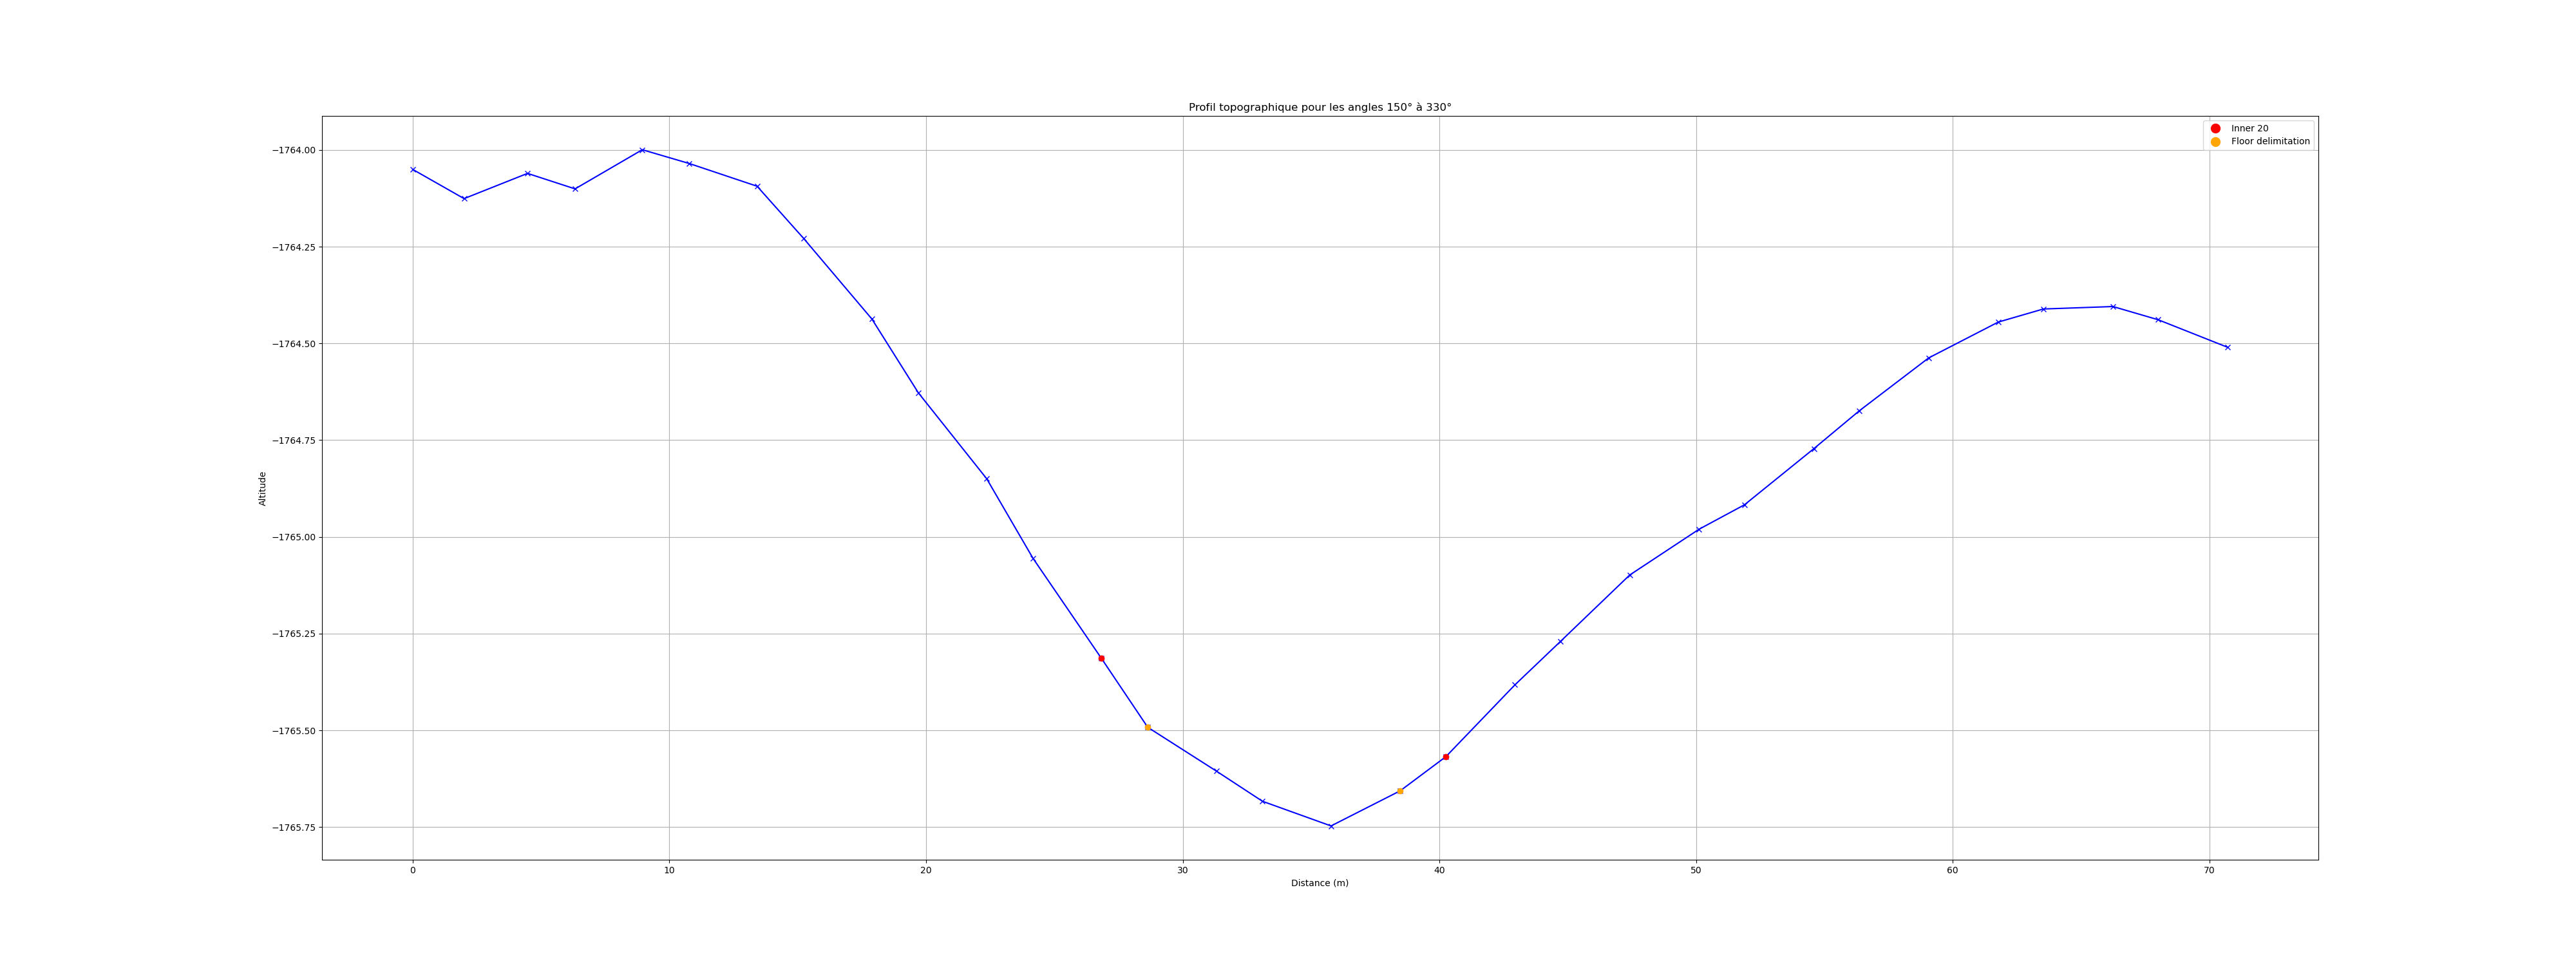 Profil topographique pour les angles 150° à 330°
Inner 20
Floor delimitation
−1764.00
−1764.25
−1764.50
−1764.75
−1765.00
−1765.25
−1765.50
−1765.75
Altitude
0 10 20 30 40 50 60 70
Distance (m)